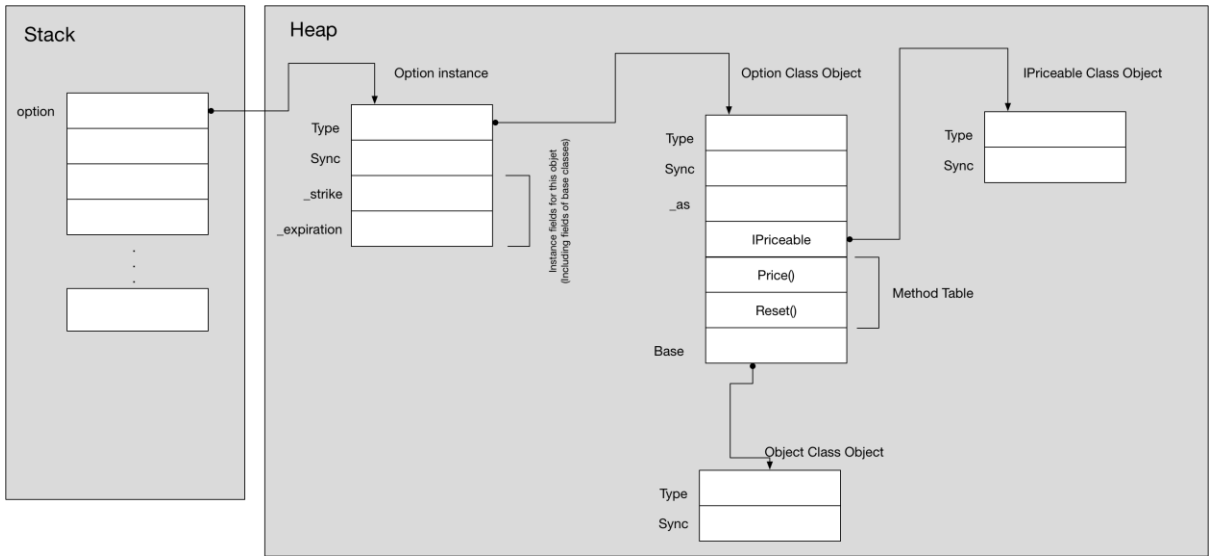 Stack
option
.
.
.
Heap
Option instance
Type
Sync
_strike
_expiration
Instance fields for this objet
(Including fields of base classes)
Option Class Object
Type
Sync
_as
IPriceable
Price()
Reset()
Base
Method Table
IPriceable Class Object
Type
Sync
Object Class Object
Type
Sync